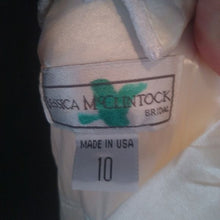 JESSICA MCCLINTOCK
BRIDAL
MADE IN USA
10